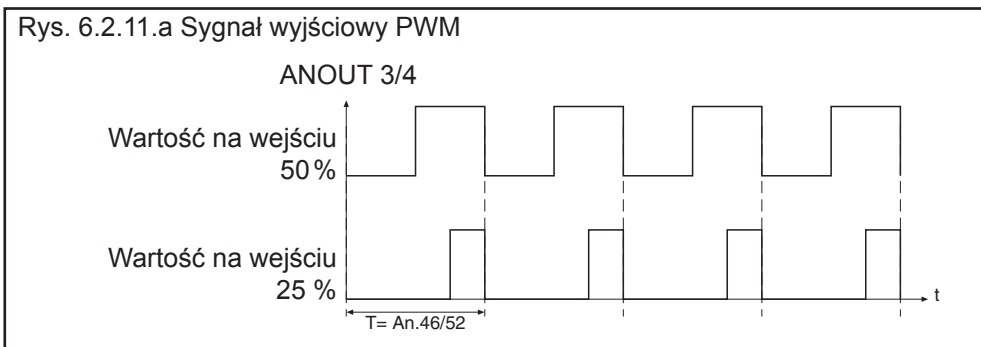 Rys. 6.2.11.a Sygnał wyjściowy PWM
ANOUT 3/4
Wartość na wejściu
50 %
Wartość na wejściu
25 %
t
T= An.46/52